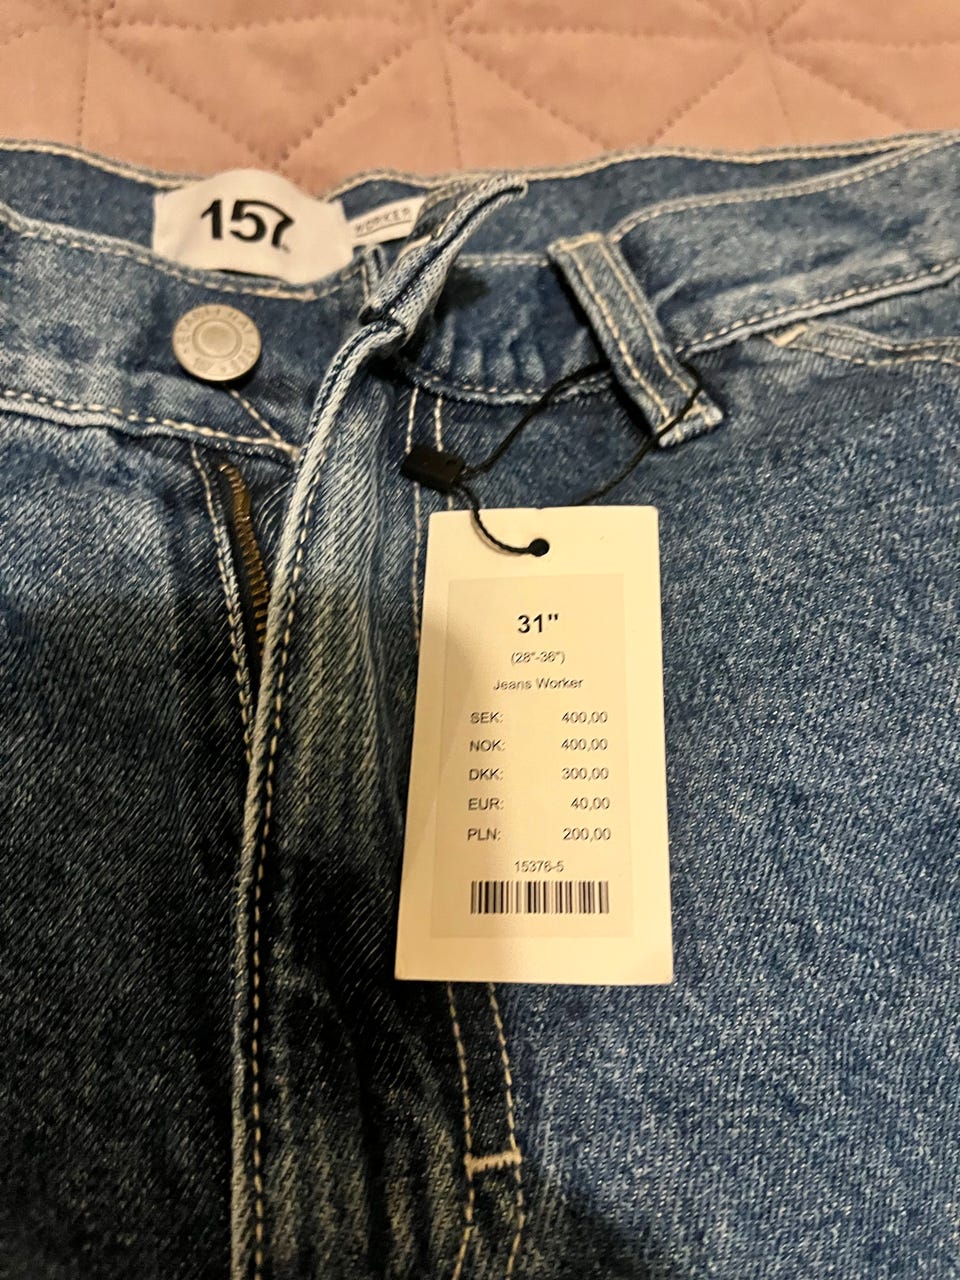 157
WORKER
31"
(28"-36")
Jeans Worker
SEK: 400,00
NOK: 400,00
DKK: 300,00
EUR: 40,00
PLN: 200,00
15376-5